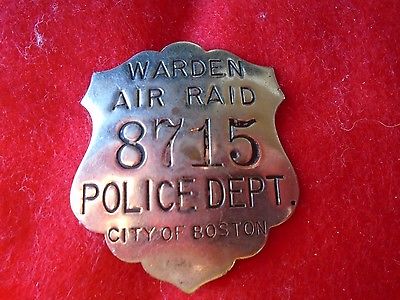 WARDEN
AIR RAID
8715
POLICE DEPT.
CITY OF BOSTON